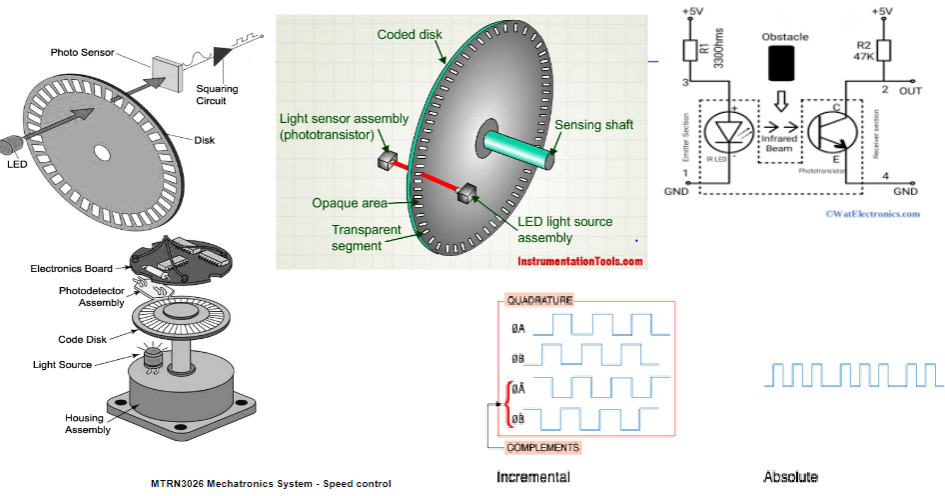 Photo Sensor
Squaring
Circuit
Disk
LED
Electronics Board
Photodetector
Assembly
Code Disk
Light Source
Housing
Assembly
Coded disk
Light sensor assembly
(phototransistor)
Sensing shaft
Opaque area
Transparent
segment
LED light source
assembly
InstrumentationTools.com
+5V
+5V
R1
330Ohms
Obstacle
R2
47K
3
2
OUT
Emitter Section
+
-
IR LED
Infrared
Beam
C
E
Phototransistor
Receiver section
1
GND
4
GND
©WatElectronics.com
QUADRATURE
ØA
ØB
ØĀ
ØB̄
COMPLEMENTS
Incremental
Absolute
MTRN3026 Mechatronics System - Speed control